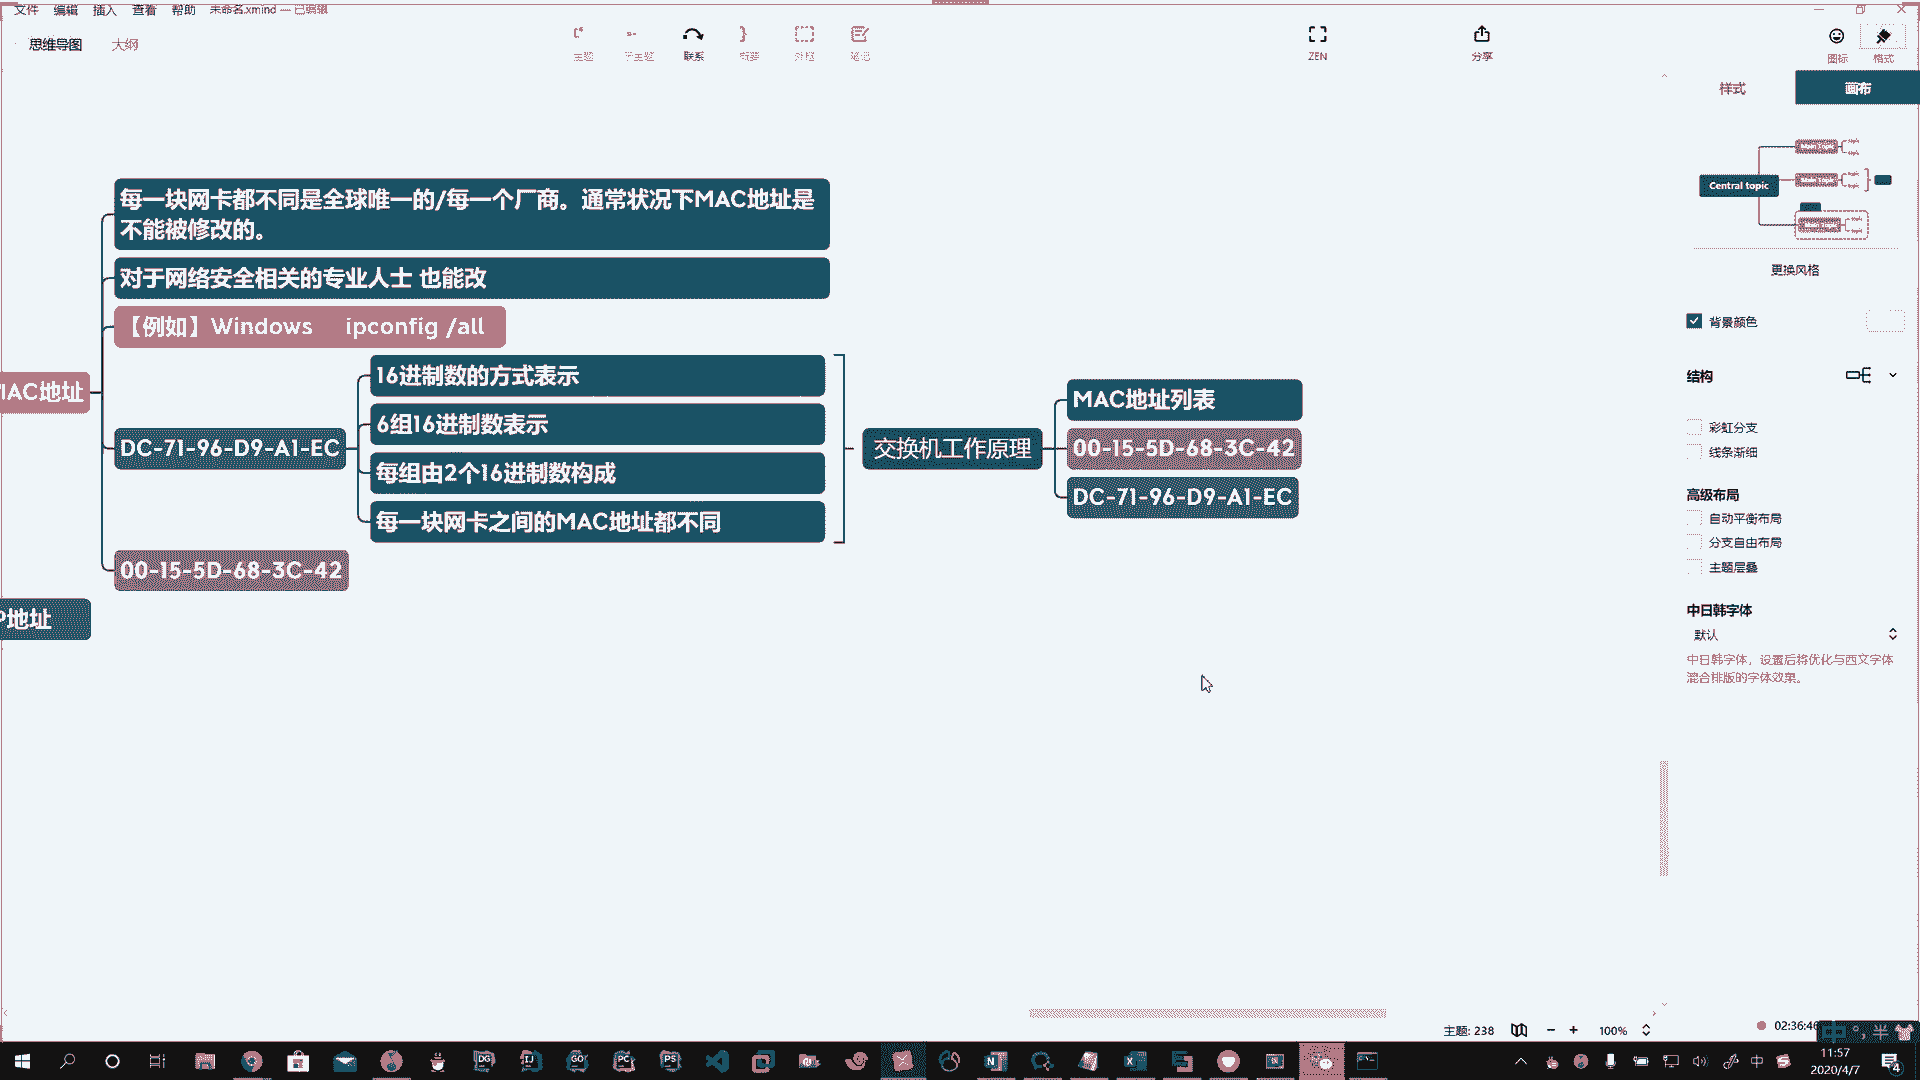 文件 编辑 插入 查看 帮助 未命名.xmind — 已编辑
思维导图 大纲
主题 子主题 联系 概要 外框 笔记 ZEN 分享 图标 格式
样式 画布
Central topic
更换风格
背景颜色
结构
彩虹分支
线条渐细
高级布局
自动平衡布局
分支自由布局
主题层叠
中日韩字体
默认
中日韩字体，设置后将优化与西文字体
混合排版的字体效果。
每一块网卡都不同是全球唯一的/每一个厂商。通常状况下MAC地址是
不能被修改的。
对于网络安全相关的专业人士 也能改
【例如】Windows ipconfig /all
MAC地址
DC-71-96-D9-A1-EC
16进制数的方式表示
6组16进制数表示
每组由2个16进制数构成
每一块网卡之间的MAC地址都不同
00-15-5D-68-3C-42
交换机工作原理
MAC地址列表
00-15-5D-68-3C-42
DC-71-96-D9-A1-EC
P地址
主题: 238 100%
02:36:46
中 半
DG IJ GO PC PS
中
11:57
2020/4/7
4